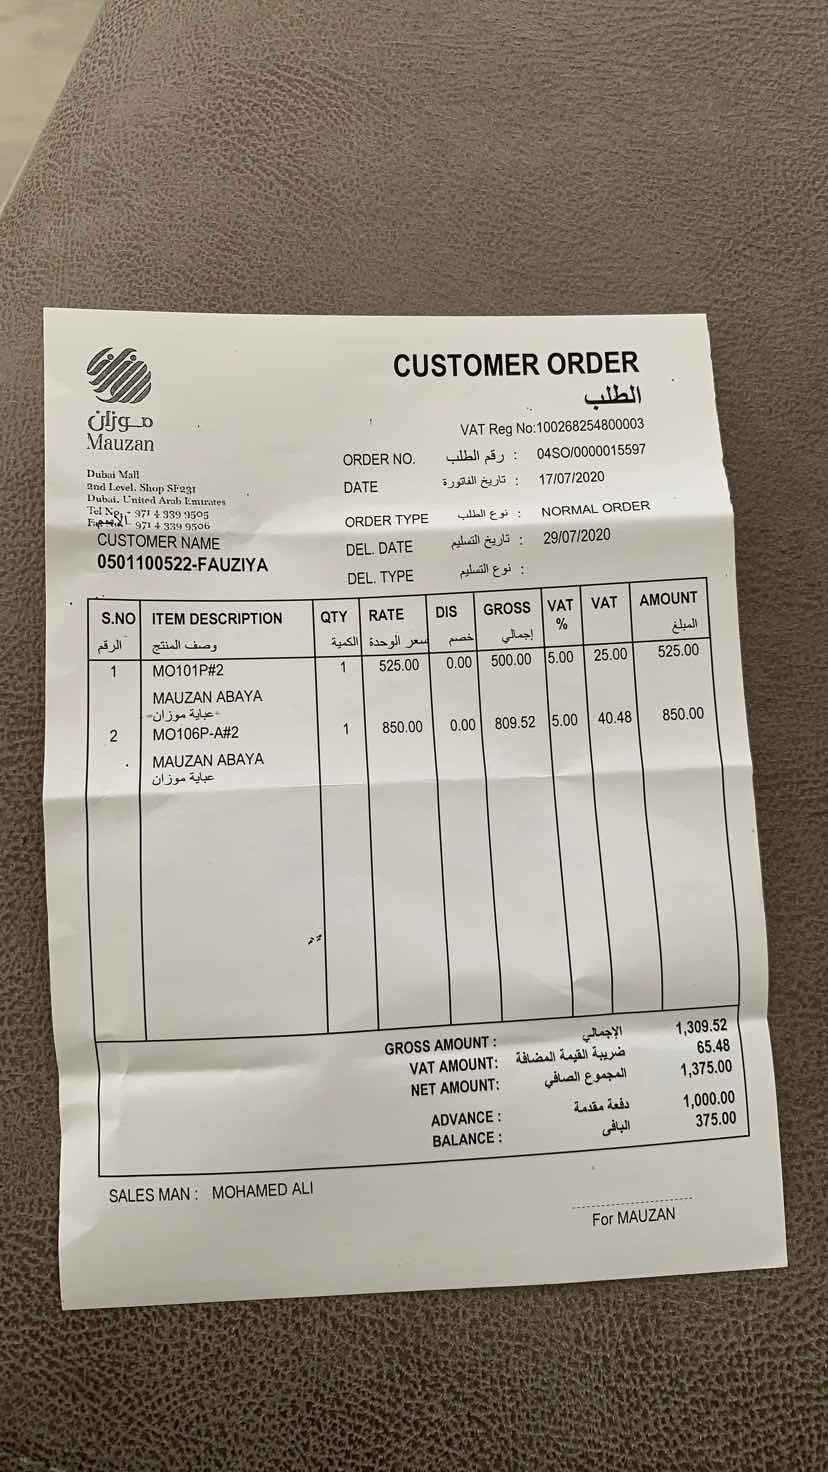 موزان
Mauzan
Dubai Mall
2nd Level. Shop SF231
Dubai. United Arab Emirates
Tel No - 971 4 339 9505
971 4 339 9506
الاسم
CUSTOMER NAME
0501100522-FAUZIYA
CUSTOMER ORDER
الطلب
VAT Reg No:100268254800003
ORDER NO. رقم الطلب : 04SO/0000015597
DATE تاريخ الفاتورة : 17/07/2020
ORDER TYPE نوع الطلب : NORMAL ORDER
DEL. DATE تاريخ التسليم : 29/07/2020
DEL. TYPE نوع التسليم :
S.NO ITEM DESCRIPTION QTY RATE DIS GROSS VAT % VAT AMOUNT
الرقم وصف المنتج الكمية سعر الوحدة خصم إجمالي المبلغ
1 MO101P#2 1 525.00 0.00 500.00 5.00 25.00 525.00
MAUZAN ABAYA
عباية موزان
2 MO106P-A#2 1 850.00 0.00 809.52 5.00 40.48 850.00
MAUZAN ABAYA
عباية موزان
GROSS AMOUNT : الإجمالي 1,309.52
VAT AMOUNT: ضريبة القيمة المضافة 65.48
NET AMOUNT: المجموع الصافي 1,375.00
ADVANCE : دفعة مقدمة 1,000.00
BALANCE : الباقى 375.00
SALES MAN : MOHAMED ALI
For MAUZAN